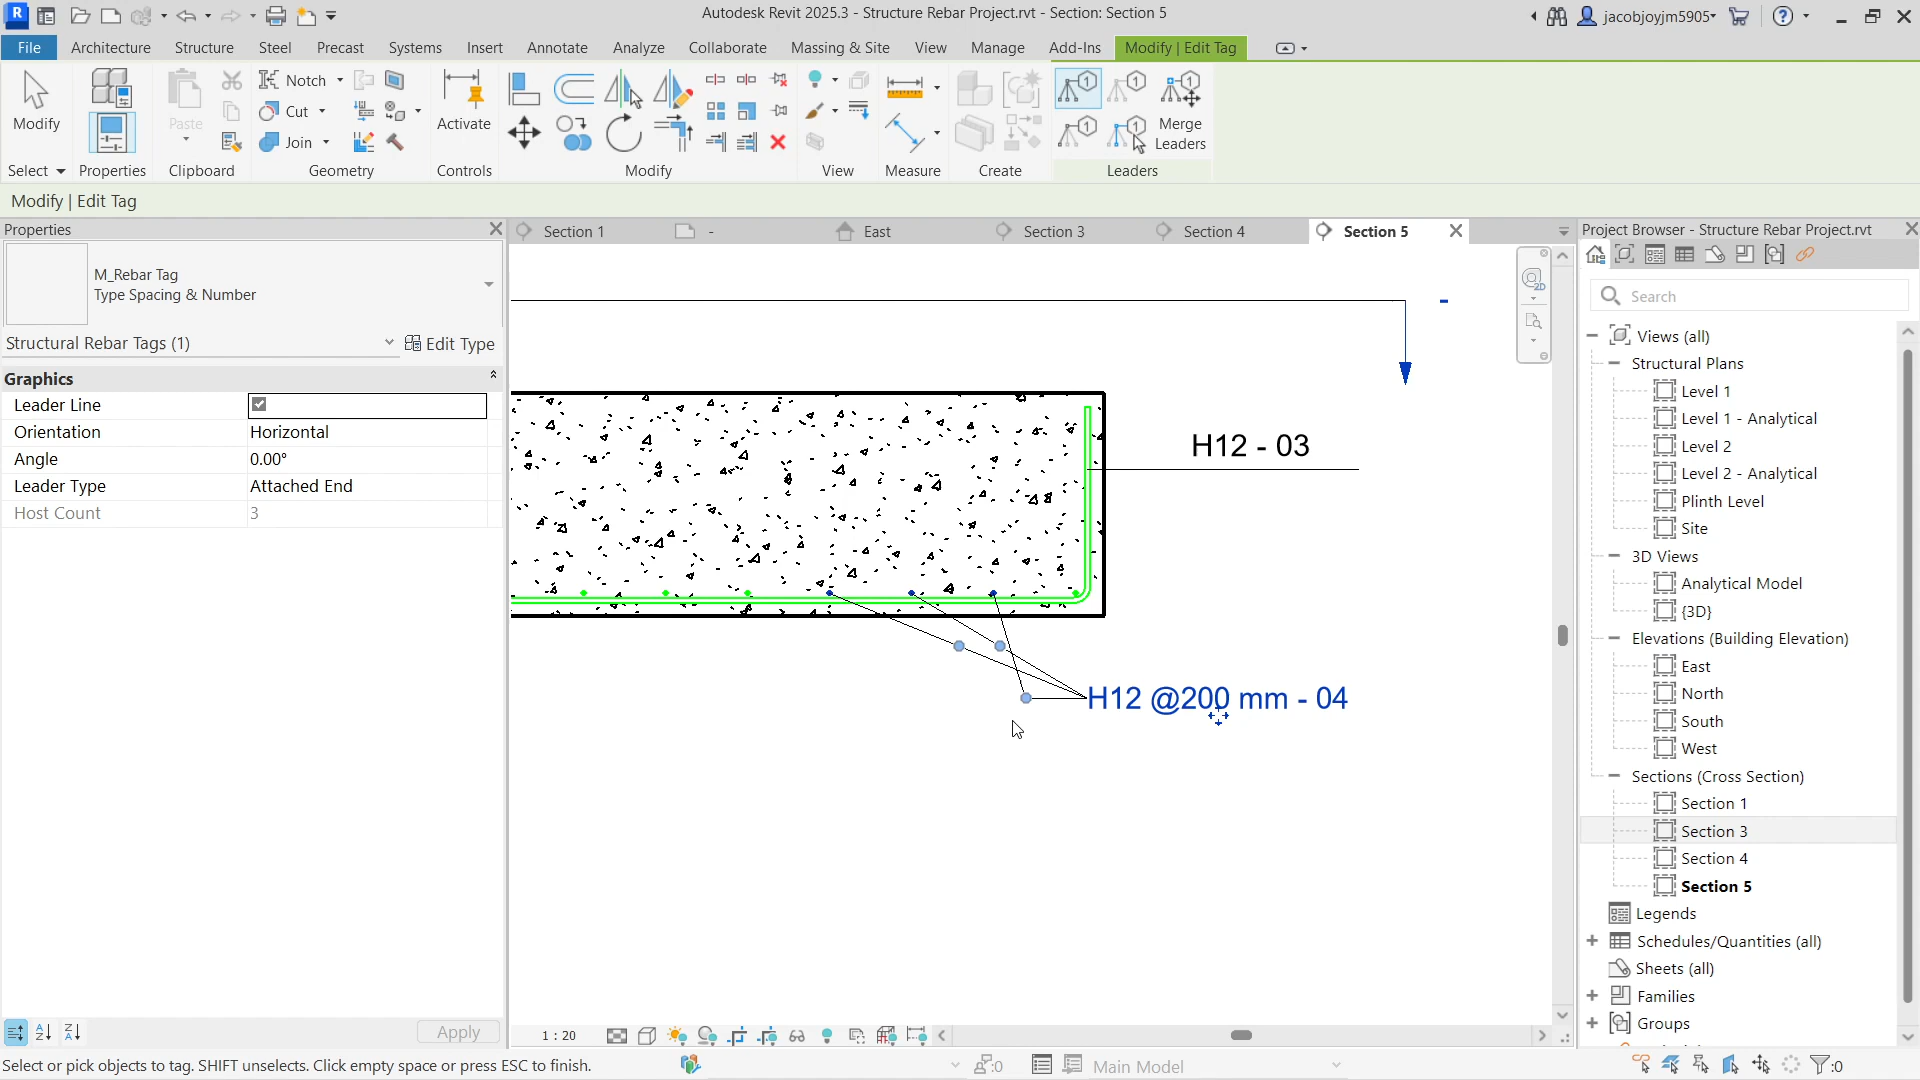 Autodesk Revit 2025.3 - Structure Rebar Project.rvt - Section: Section 5
jacobjoyjm5905
File
Architecture
Structure
Steel
Precast
Systems
Insert
Annotate
Analyze
Collaborate
Massing & Site
View
Manage
Add-Ins
Modify | Edit Tag
Modify
Paste
Notch
Cut
Join
Activate
Merge
Leaders
Select
Properties
Clipboard
Geometry
Controls
Modify
View
Measure
Create
Leaders
Modify | Edit Tag
Properties
M_Rebar Tag
Type Spacing & Number
Structural Rebar Tags (1)
Edit Type
Graphics
Leader Line
Orientation Horizontal
Angle 0.00°
Leader Type Attached End
Host Count 3
Apply
Section 1
-
East
Section 3
Section 4
Section 5
-
H12 - 03
H12 @200 mm - 04
1 : 20
Project Browser - Structure Rebar Project.rvt
Search
Views (all)
Structural Plans
Level 1
Level 1 - Analytical
Level 2
Level 2 - Analytical
Plinth Level
Site
3D Views
Analytical Model
{3D}
Elevations (Building Elevation)
East
North
South
West
Sections (Cross Section)
Section 1
Section 3
Section 4
Section 5
Legends
Schedules/Quantities (all)
Sheets (all)
Families
Groups
Select or pick objects to tag. SHIFT unselects. Click empty space or press ESC to finish.
:0
Main Model
:0